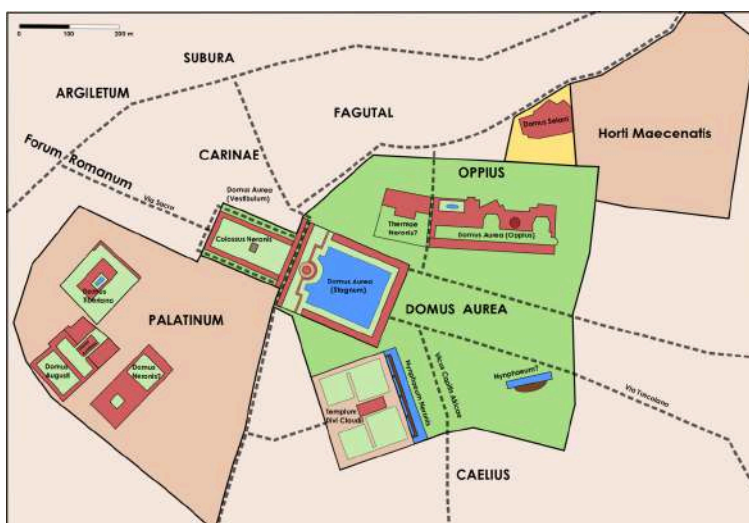 0 100 200 m
SUBURA
ARGILETUM
FAGUTAL
Domus Selani
Horti Maecenatis
Forum Romanum
CARINAE
OPPIUS
Via Sacra
Domus Aurea
(Vestibulum)
Colossus Neronis
Thermae
Neronis?
Domus Aurea (Oppius)
Domus
Tiberiana
Domus Aurea
(Stagnum)
PALATINUM
DOMUS AUREA
Domus
Augusti
Domus
Neronis?
Nymphaeum Neronis
Vicus Capitis Africae
Nynphaeum?
Via Tusculana
Templum
Divi Claudii
CAELIUS